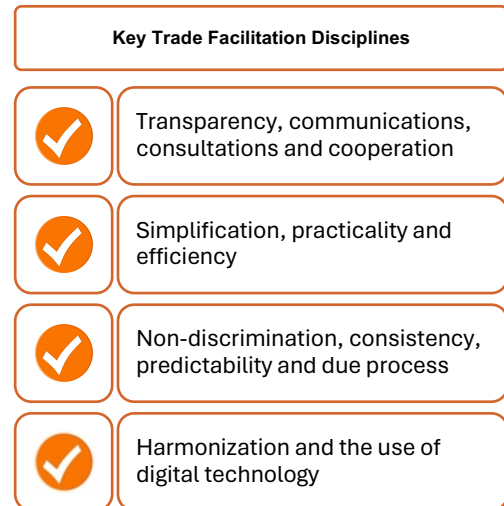 Key Trade Facilitation Disciplines
Transparency, communications,
consultations and cooperation
Simplification, practicality and
efficiency
Non-discrimination, consistency,
predictability and due process
Harmonization and the use of
digital technology